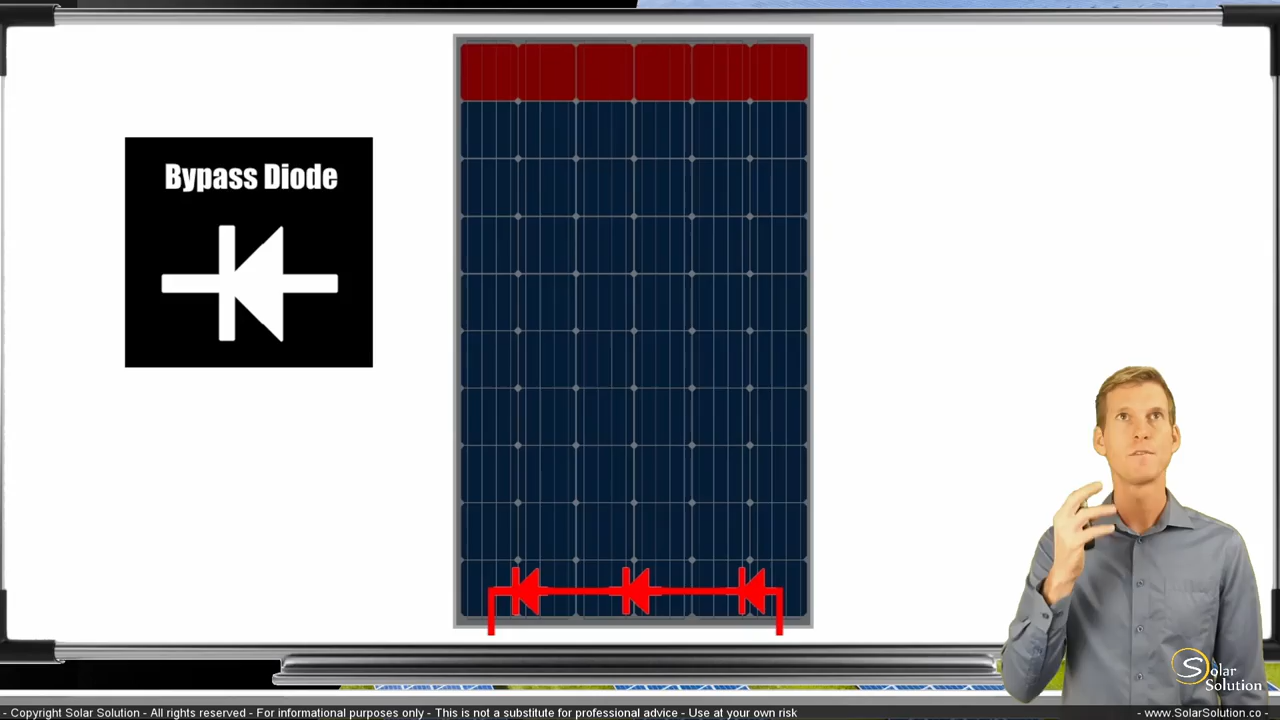 Bypass Diode
Solar
Solution
- Copyright Solar Solution - All rights reserved - For informational purposes only - This is not a substitute for professional advice - Use at your own risk
- www.SolarSolution.co -